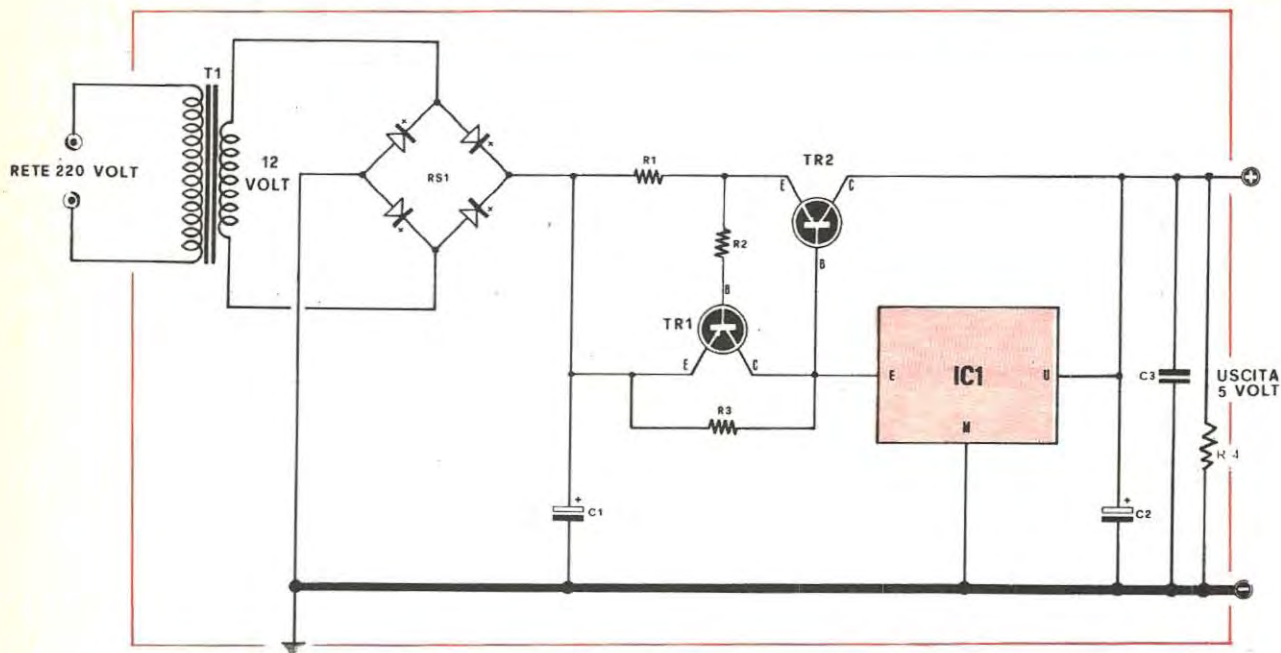 T1
RETE 220 VOLT
12
VOLT
RS1
R1
TR2
E
C
B
R2
B
TR1
E
C
R3
E
IC1
U
M
C3
USCITA
5 VOLT
R4
+
C1
+
C2
+
-